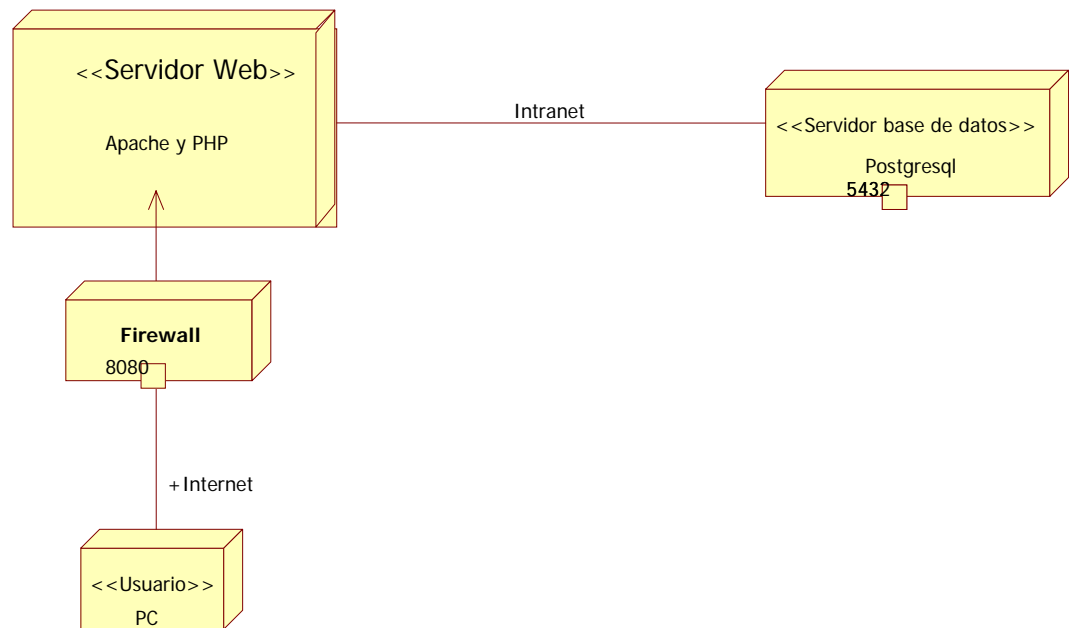 <<Servidor Web>>
Apache y PHP
Intranet
<<Servidor base de datos>>
Postgresql
5432
Firewall
8080
+Internet
<<Usuario>>
PC